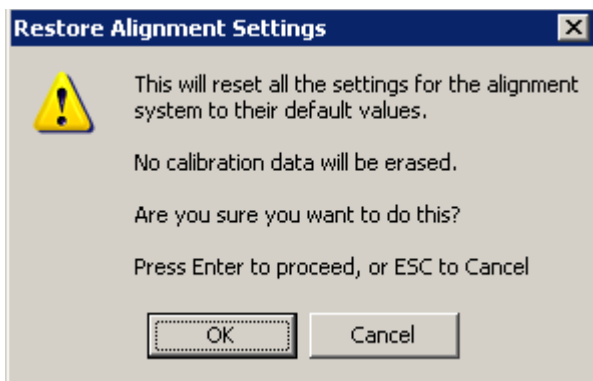 Restore Alignment Settings
This will reset all the settings for the alignment
system to their default values.
No calibration data will be erased.
Are you sure you want to do this?
Press Enter to proceed, or ESC to Cancel
OK
Cancel